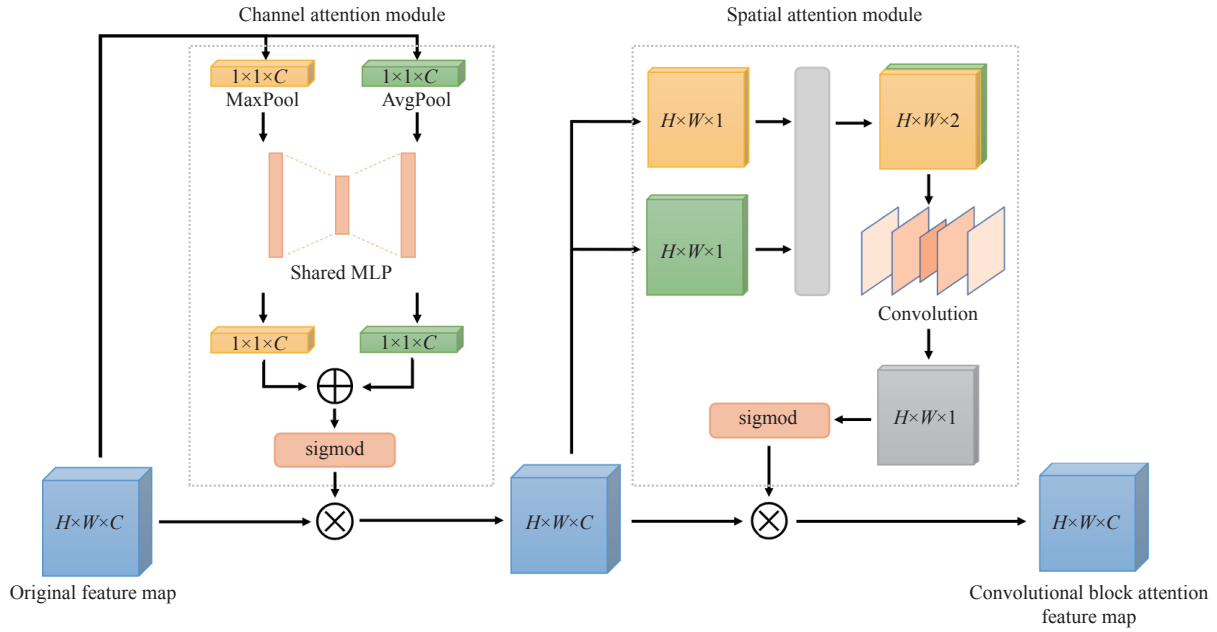 Channel attention module
Spatial attention module
1×1×C
1×1×C
MaxPool
AvgPool
Shared MLP
1×1×C
1×1×C
sigmod
H×W×1
H×W×2
H×W×1
Convolution
H×W×1
sigmod
H×W×C
H×W×C
H×W×C
Original feature map
Convolutional block attention
feature map